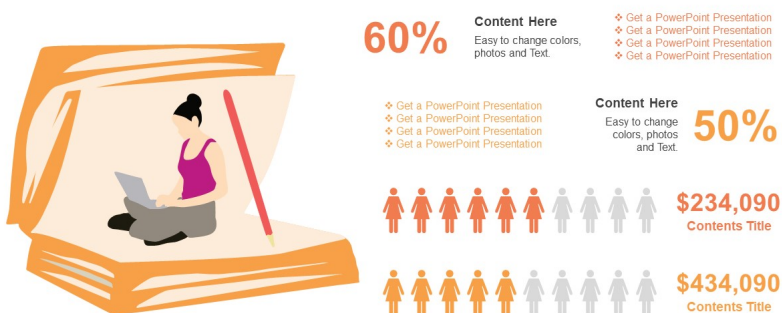 60%
Content Here
Easy to change colors,
photos and Text.
❖ Get a PowerPoint Presentation
❖ Get a PowerPoint Presentation
❖ Get a PowerPoint Presentation
❖ Get a PowerPoint Presentation
❖ Get a PowerPoint Presentation
❖ Get a PowerPoint Presentation
❖ Get a PowerPoint Presentation
❖ Get a PowerPoint Presentation
Content Here
Easy to change
colors, photos
and Text.
50%
$234,090
Contents Title
$434,090
Contents Title